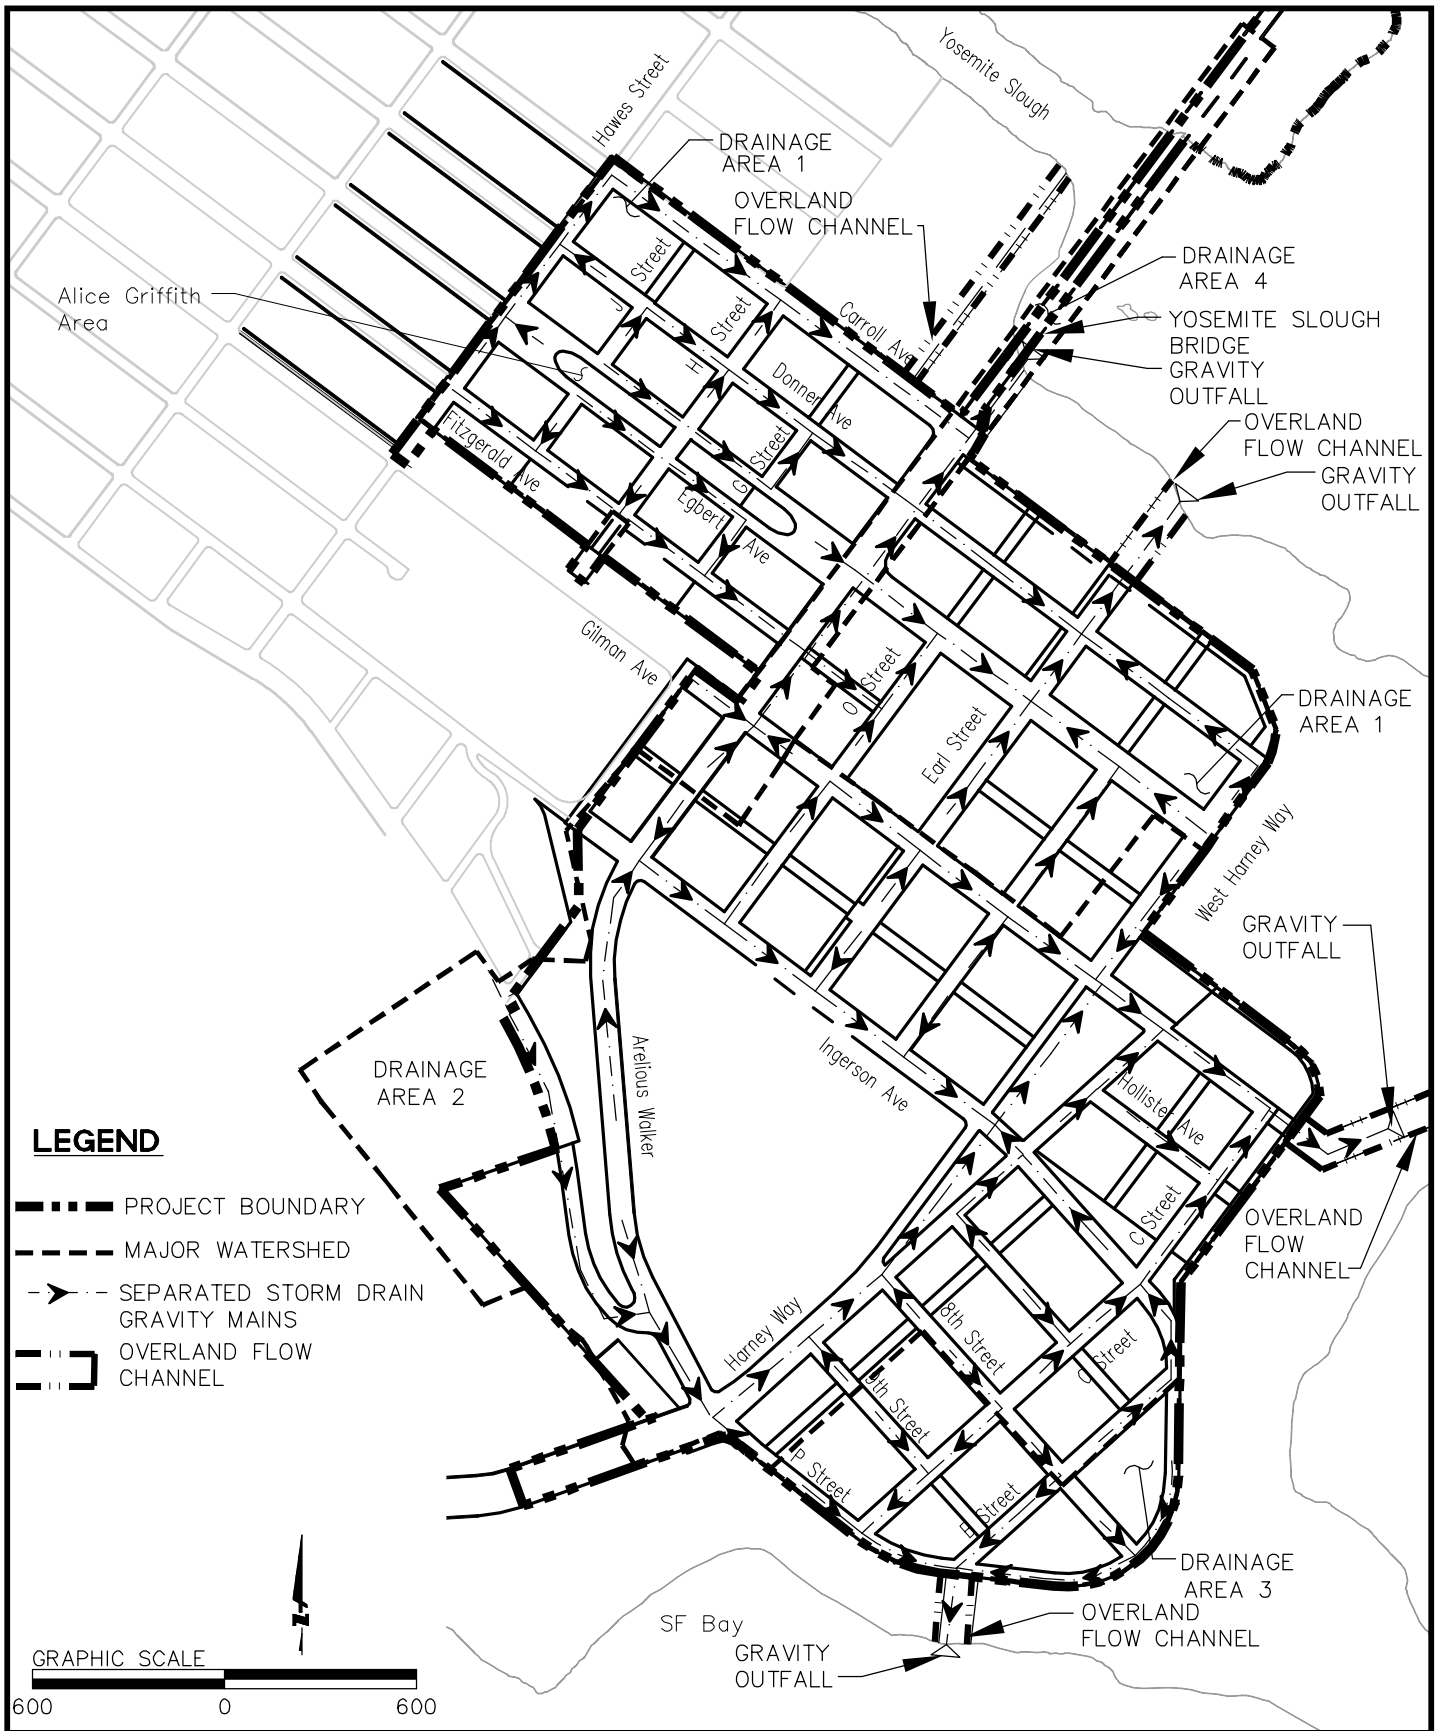 Yosemite Slough
Hawes Street
DRAINAGE
AREA 1
OVERLAND
FLOW CHANNEL
DRAINAGE
AREA 4
YOSEMITE SLOUGH
BRIDGE
GRAVITY
OUTFALL
Alice Griffith
Area
J Street
H Street
Carroll Ave
Donner Ave
G Street
Fitzgerald Ave
Egbert Ave
OVERLAND
FLOW CHANNEL
GRAVITY
OUTFALL
Gilman Ave
O Street
Earl Street
DRAINAGE
AREA 1
West Harney Way
GRAVITY
OUTFALL
DRAINAGE
AREA 2
Arelious Walker
Ingerson Ave
Hollister Ave
C Street
OVERLAND
FLOW
CHANNEL
LEGEND
PROJECT BOUNDARY
MAJOR WATERSHED
SEPARATED STORM DRAIN
GRAVITY MAINS
OVERLAND FLOW
CHANNEL
Harney Way
8th Street
9th Street
Street
P Street
B Street
DRAINAGE
AREA 3
SF Bay
OVERLAND
FLOW CHANNEL
GRAVITY
OUTFALL
N
GRAPHIC SCALE
600 0 600